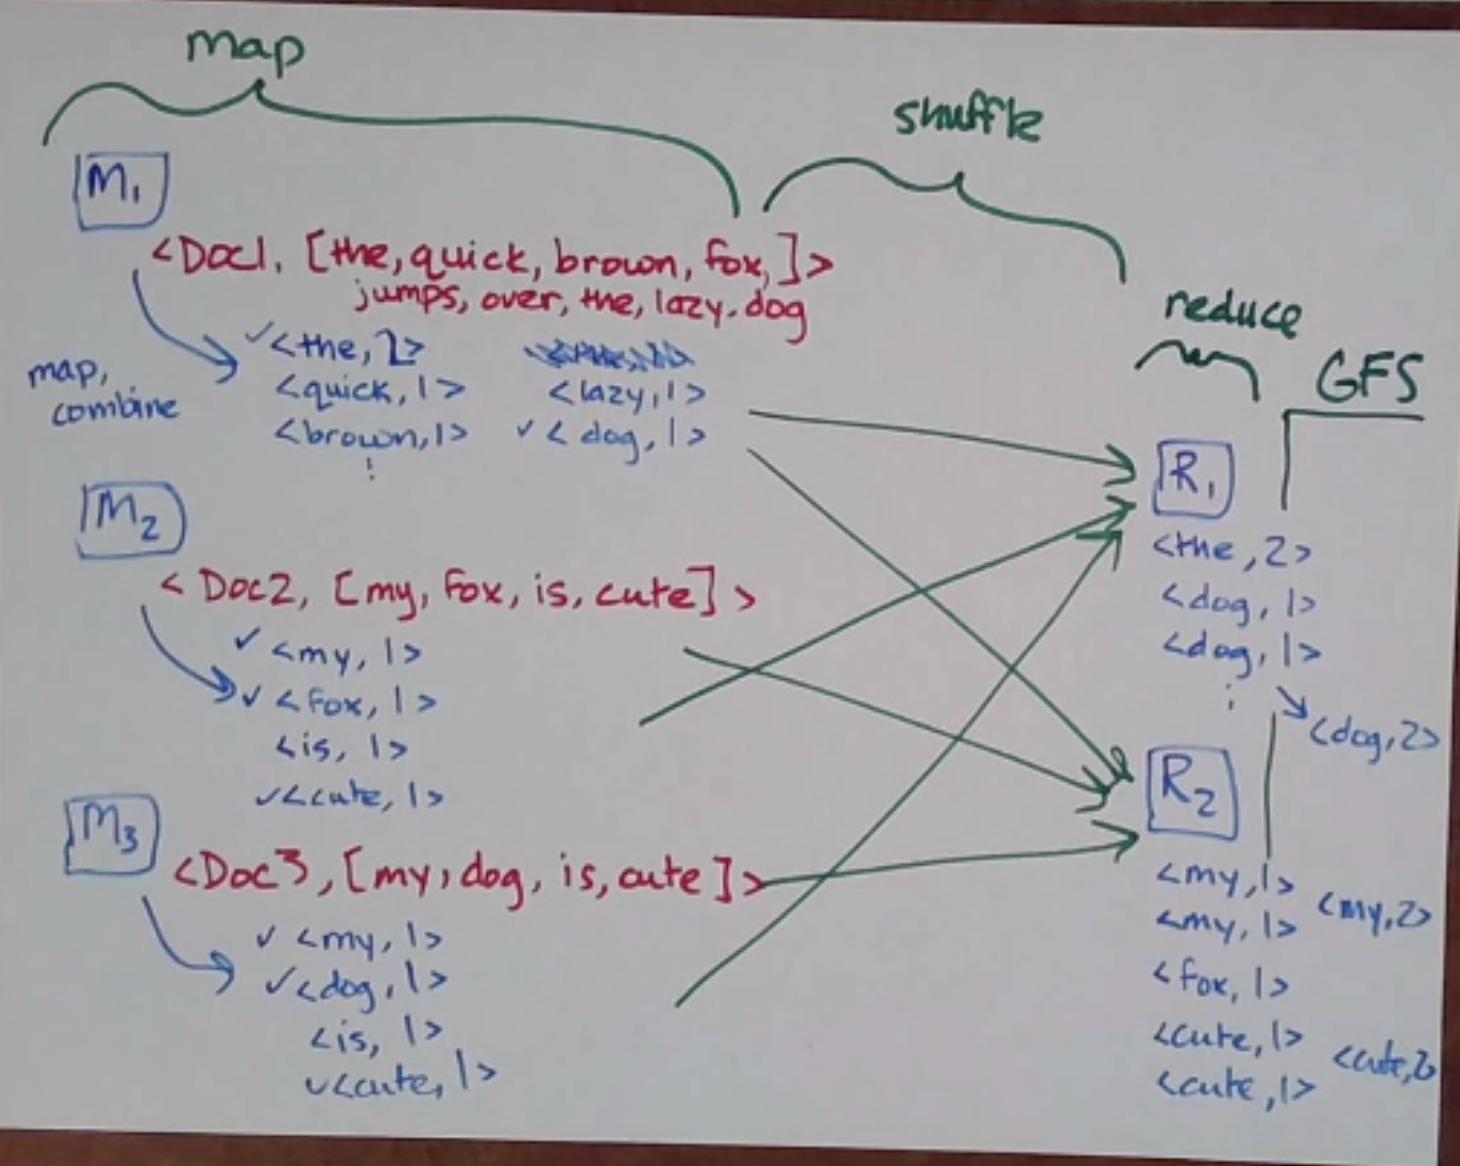 map
shuffle
M1
<Doc1, [the, quick, brown, fox, ]>
jumps, over, the, lazy, dog
map,
combine
✓<the, 2>
<quick, 1> <lazy, 1>
<brown, 1> ✓<dog, 1>
⋮
M2
<Doc2, [my, fox, is, cute]>
✓<my, 1>
✓<fox, 1>
<is, 1>
✓<cute, 1>
M3
<Doc3, [my, dog, is, cute]>
✓<my, 1>
✓<dog, 1>
<is, 1>
✓<cute, 1>
reduce
GFS
R1
<the, 2>
<dog, 1>
<dog, 1>
⋮
<dog, 2>
R2
<my, 1> <my, 2>
<my, 1>
<fox, 1>
<cute, 1> <cute, 2
<cute, 1>